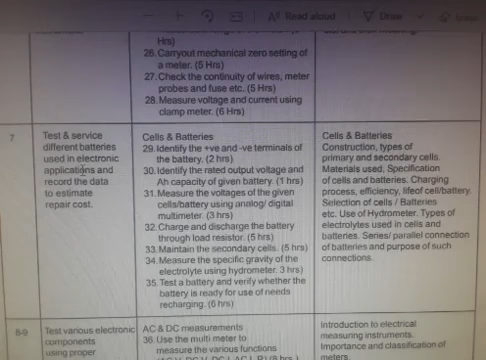 Read aloud
Draw
Hrs)
26. Carryout mechanical zero setting of
a meter. (5 Hrs)
27. Check the continuity of wires, meter
probes and fuse etc. (5 Hrs)
28. Measure voltage and current using
clamp meter. (6 Hrs)
7
Test & service
different batteries
used in electronic
applications and
record the data
to estimate
repair cost.
Cells & Batteries
29. Identify the +ve and -ve terminals of
the battery. (2 hrs)
30. Identify the rated output voltage and
Ah capacity of given battery. (1 hrs)
31. Measure the voltages of the given
cells/battery using analog/ digital
multimeter. (3 hrs)
32. Charge and discharge the battery
through load resistor. (5 hrs)
33. Maintain the secondary cells. (5 hrs)
34. Measure the specific gravity of the
electrolyte using hydrometer. 3 hrs)
35. Test a battery and verify whether the
battery is ready for use of needs
recharging. (6 hrs)
Cells & Batteries
Construction, types of
primary and secondary cells.
Materials used, Specification
of cells and batteries. Charging
process, efficiency, lifeof cell/battery.
Selection of cells / Batteries
etc. Use of Hydrometer. Types of
electrolytes used in cells and
batteries. Series/ parallel connection
of batteries and purpose of such
connections.
8-9
Test various electronic
components
using proper
AC & DC measurements
36. Use the multi meter to
measure the various functions
Introduction to electrical
measuring instruments.
Importance and classification of
meters.